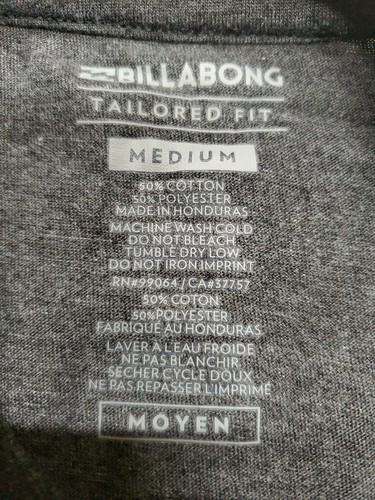 BILLABONG
TAILORED FIT
MEDIUM
50% COTTON
50% POLYESTER
MADE IN HONDURAS
MACHINE WASH COLD
DO NOT BLEACH
TUMBLE DRY LOW
DO NOT IRON IMPRINT
RN#99064 / CA#37757
50% COTON
50%POLYESTER
FABRIQUE AU HONDURAS
LAVER À L'EAU FROIDE
NE PAS BLANCHIR
SECHER CYCLE DOUX
NE PAS REPASSER L'IMPRIMÉ
MOYEN